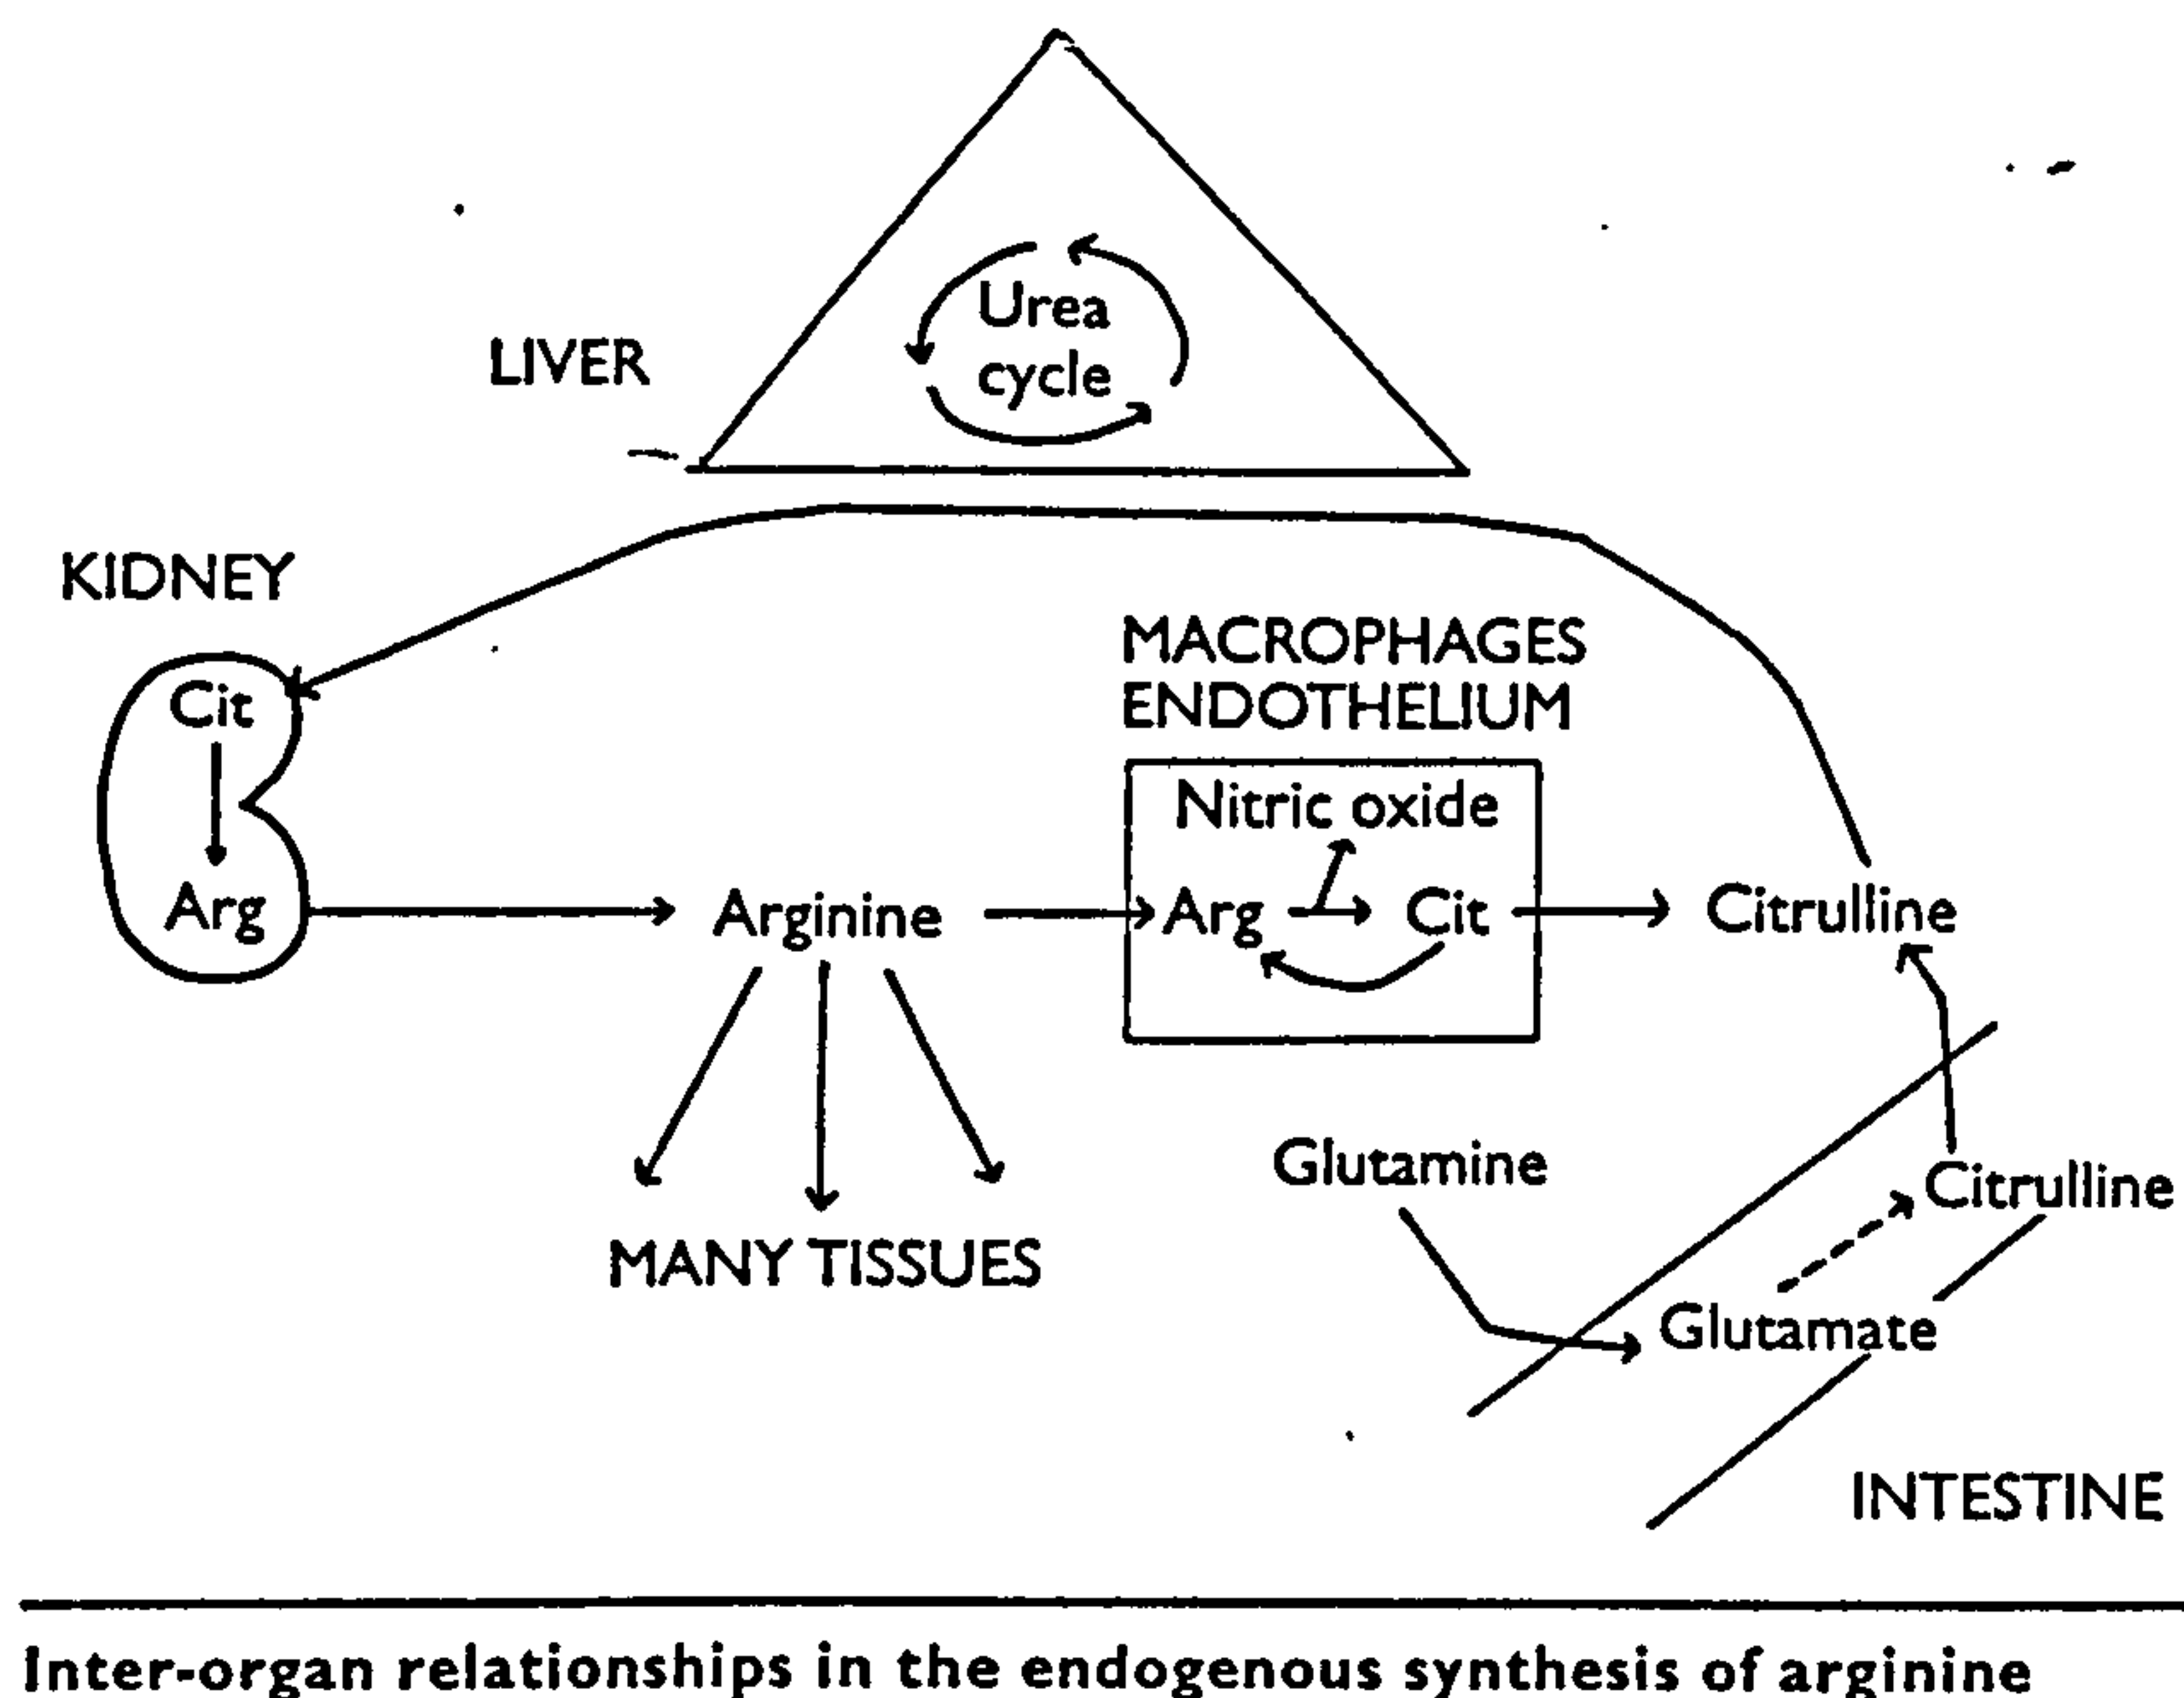 Urea
cycle
LIVER
KIDNEY
MACROPHAGES
ENDOTHELIUM
Cit
Nitric oxide
Arg
Arginine
Arg
Cit
Citrulline
Glutamine
Citrulline
MANY TISSUES
Glutamate
INTESTINE
Inter-organ relationships in the endogenous synthesis of arginine